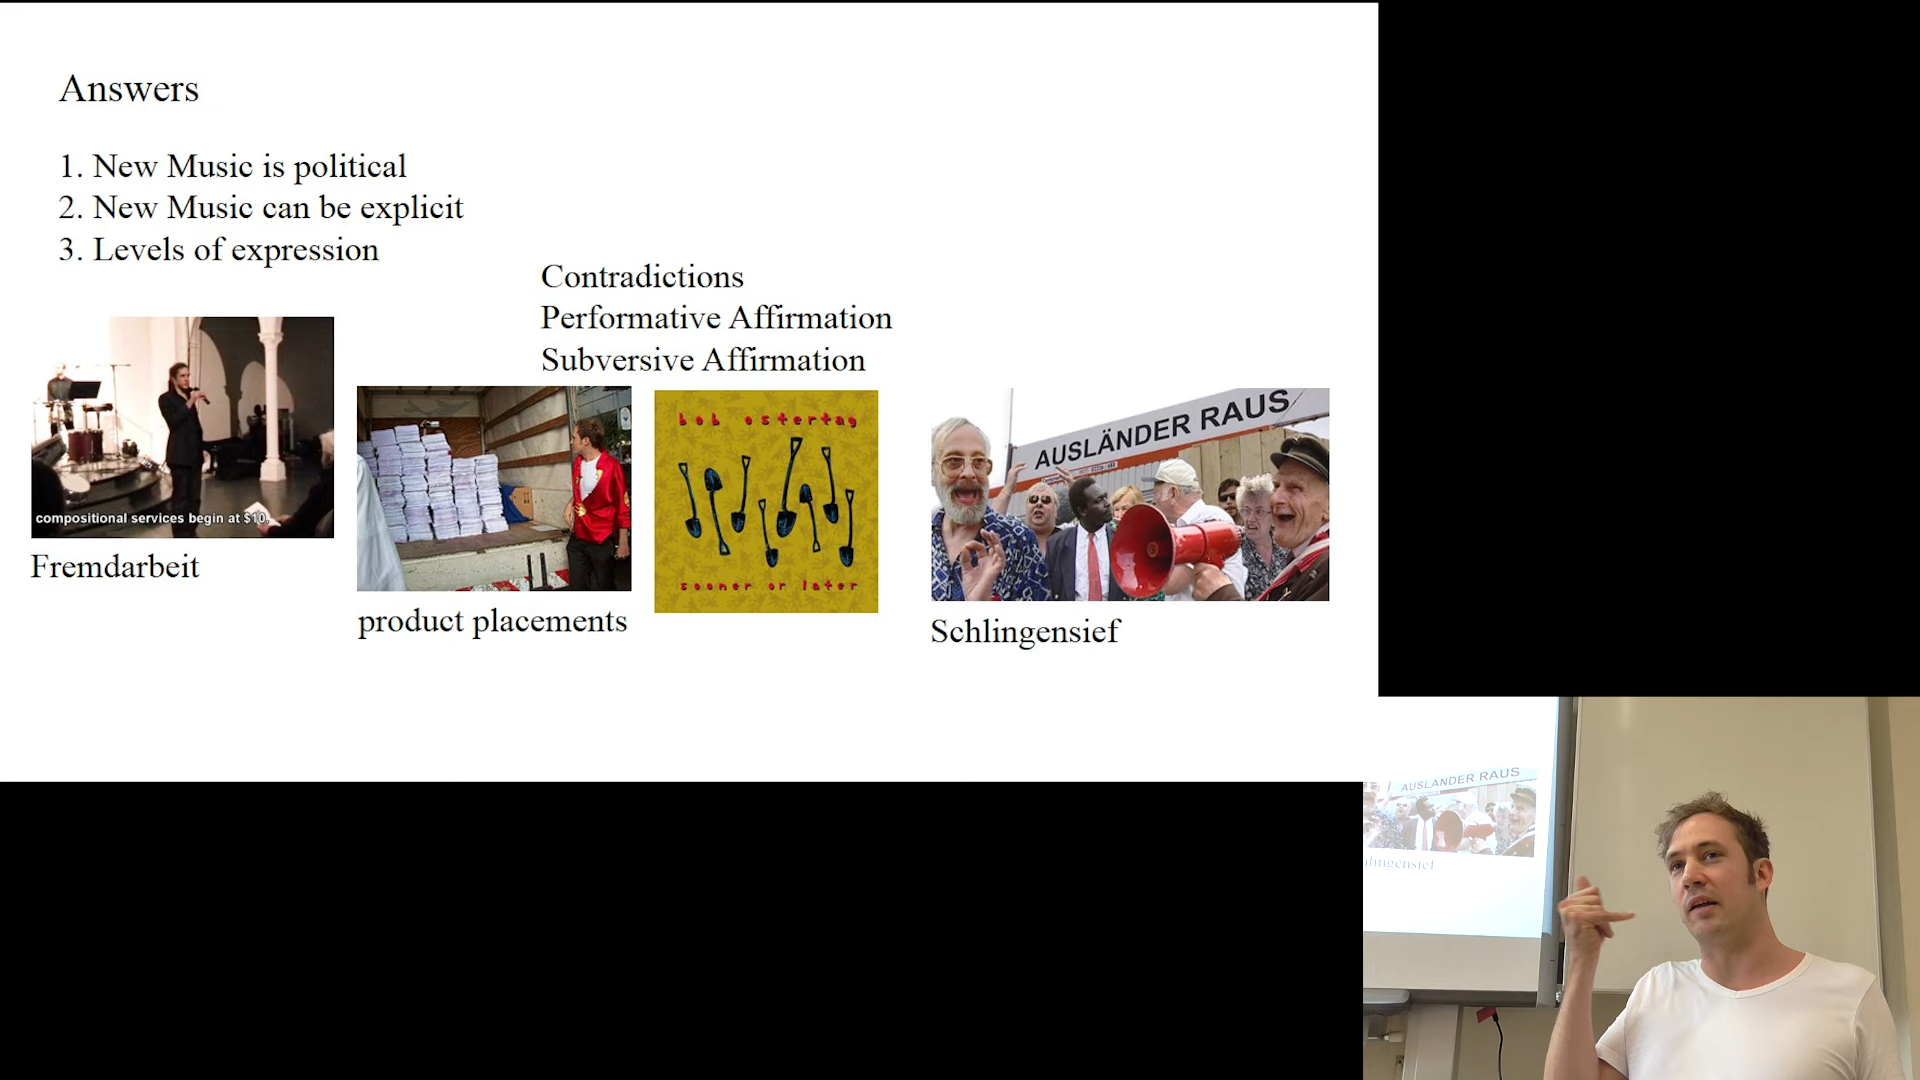 Answers
1. New Music is political
2. New Music can be explicit
3. Levels of expression
Contradictions
Performative Affirmation
Subversive Affirmation
compositional services begin at $10.
Fremdarbeit
product placements
bob ostertag
sooner or later
AUSLÄNDER RAUS
Schlingensief
AUSLANDER RAUS